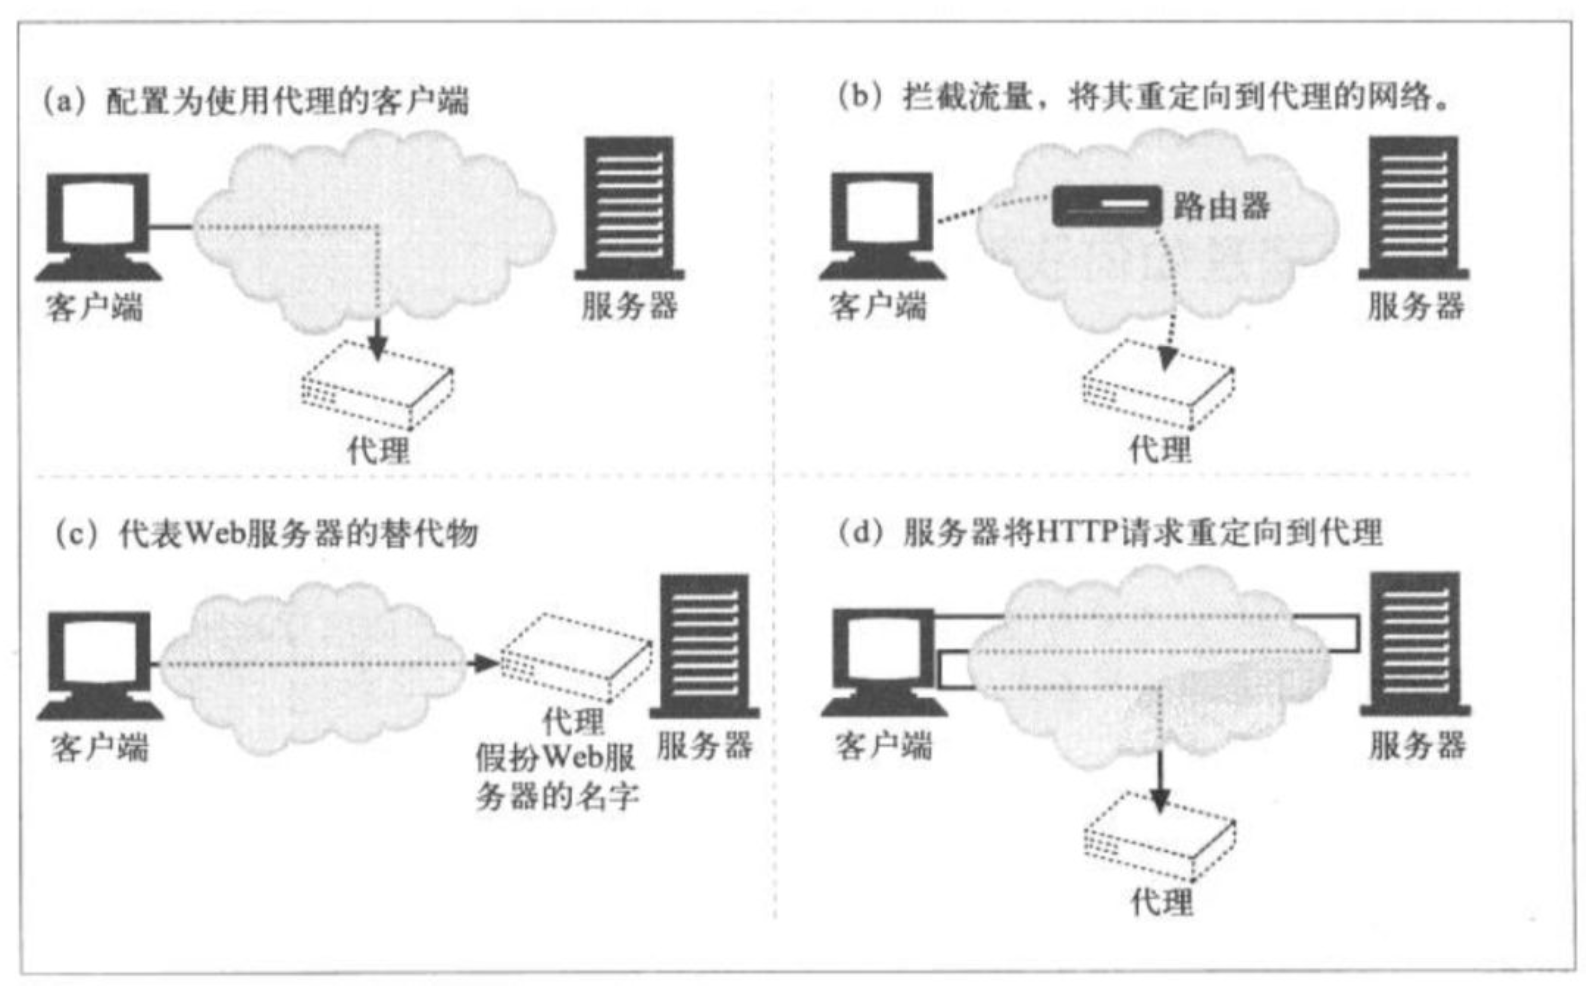 (a) 配置为使用代理的客户端
客户端
服务器
代理
(b) 拦截流量，将其重定向到代理的网络。
路由器
客户端
服务器
代理
(c) 代表Web服务器的替代物
客户端
代理
假扮Web服
务器的名字
服务器
(d) 服务器将HTTP请求重定向到代理
客户端
服务器
代理